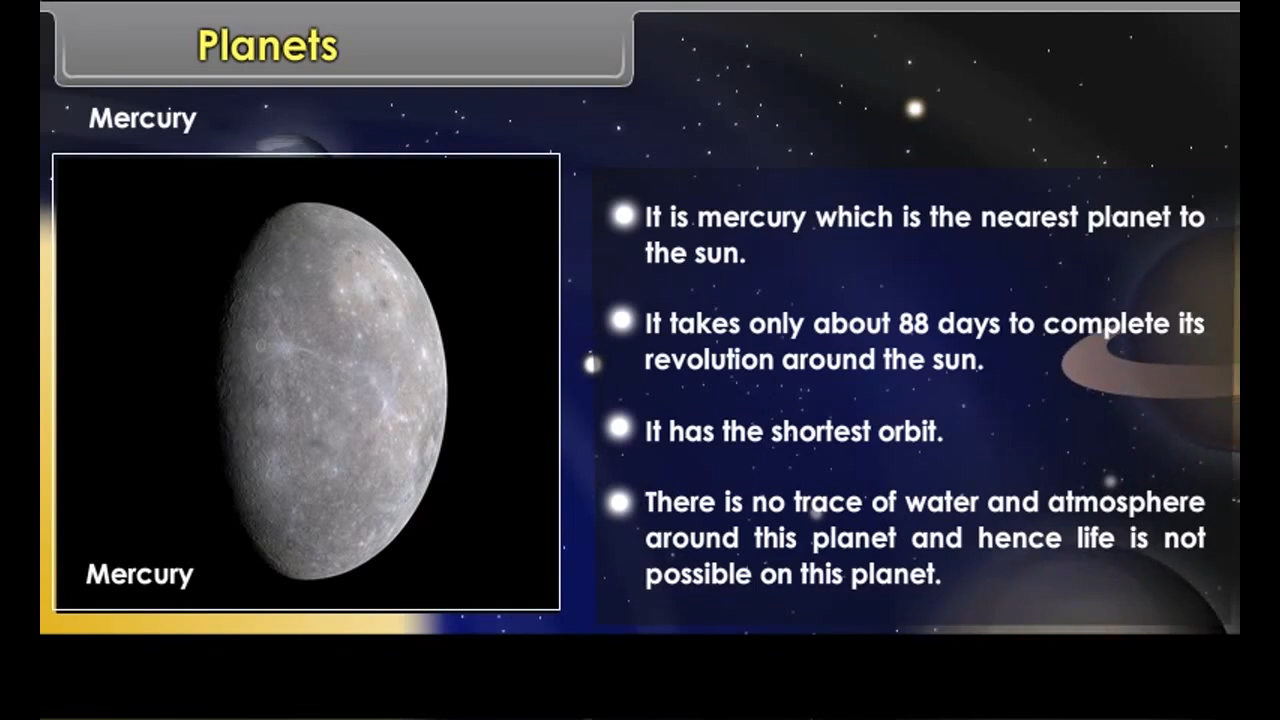 Planets
Mercury
It is mercury which is the nearest planet to
the sun.
It takes only about 88 days to complete its
revolution around the sun.
It has the shortest orbit.
There is no trace of water and atmosphere
around this planet and hence life is not
possible on this planet.
Mercury